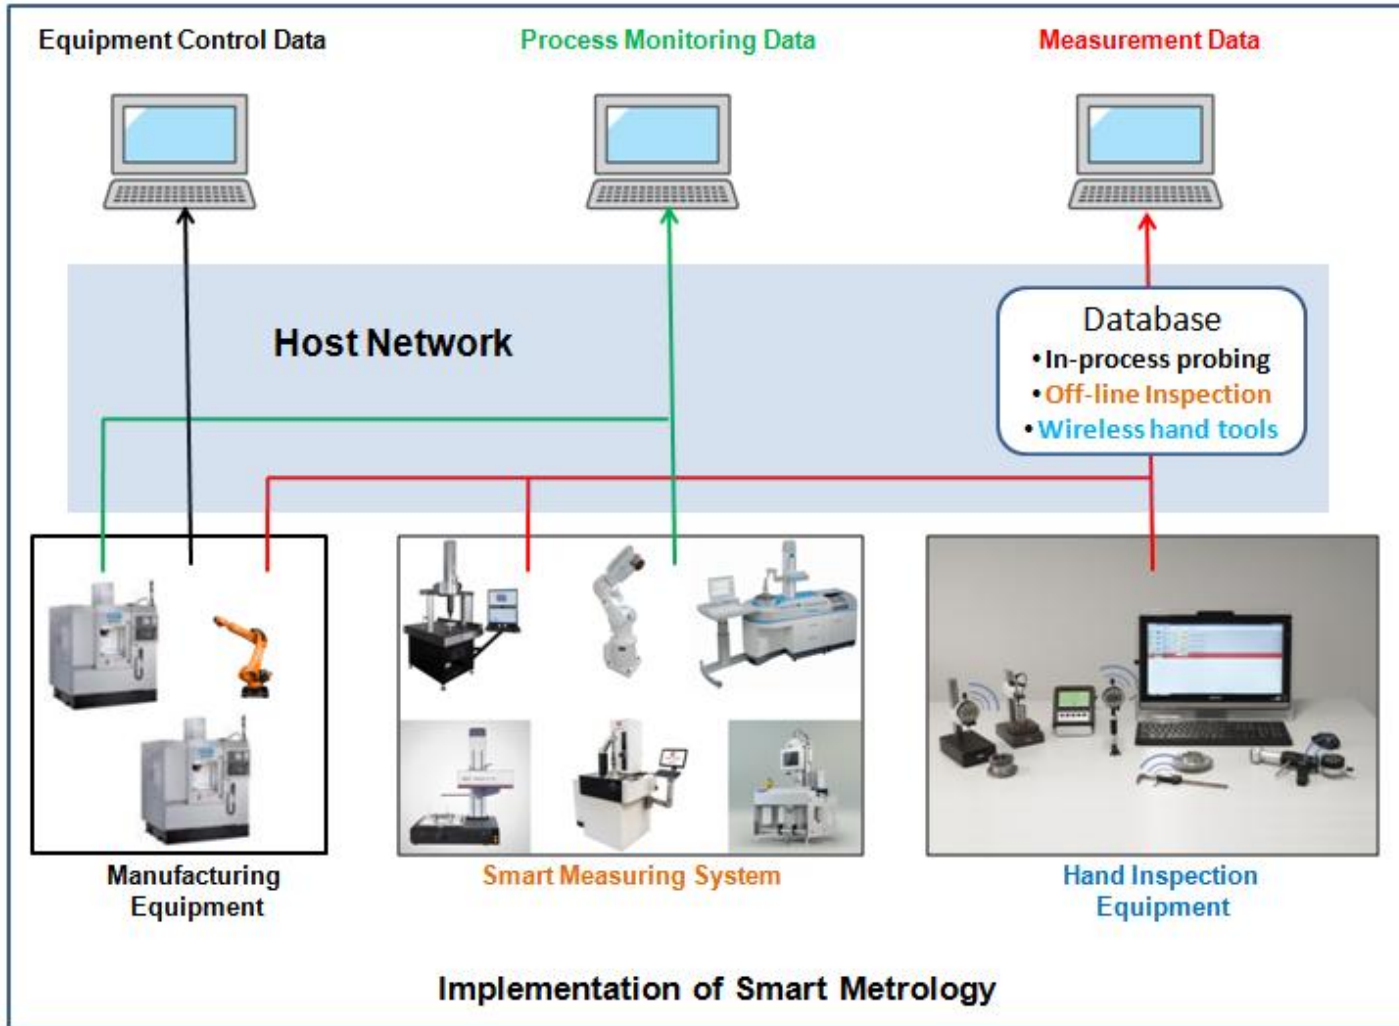 Equipment Control Data
Process Monitoring Data
Measurement Data
Host Network
Database
•In-process probing
•Off-line Inspection
•Wireless hand tools
Manufacturing
Equipment
Smart Measuring System
Hand Inspection
Equipment
Implementation of Smart Metrology